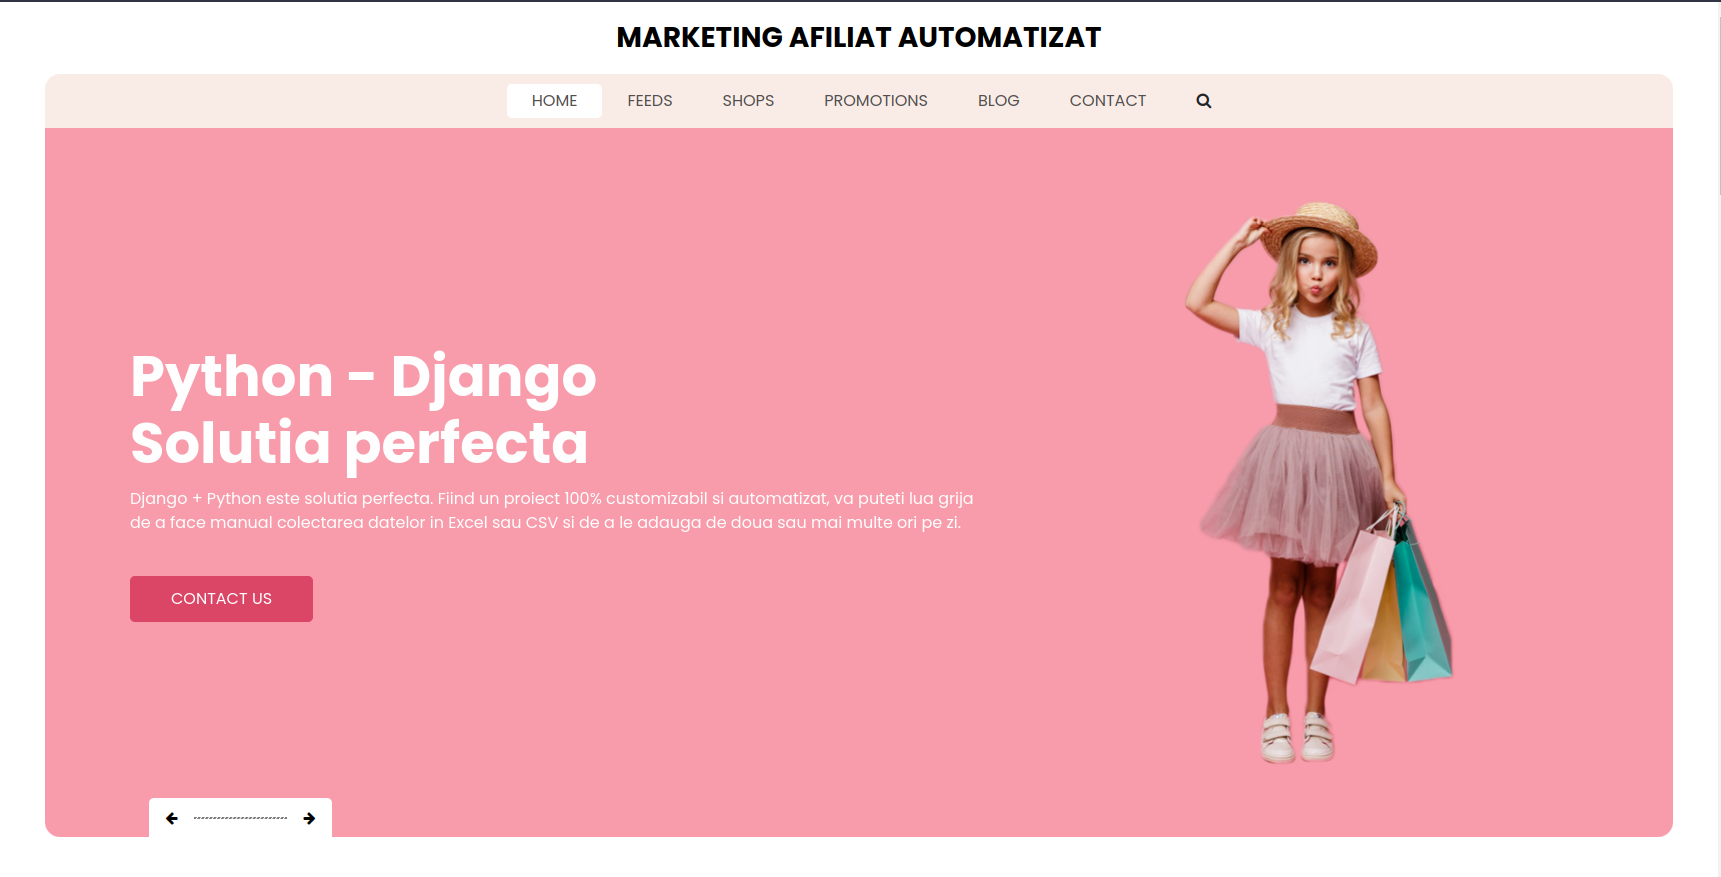 MARKETING AFILIAT AUTOMATIZAT
HOME FEEDS SHOPS PROMOTIONS BLOG CONTACT
Python - Django
Solutia perfecta
Django + Python este solutia perfecta. Fiind un proiect 100% customizabil si automatizat, va puteti lua grija
de a face manual colectarea datelor in Excel sau CSV si de a le adauga de doua sau mai multe ori pe zi.
CONTACT US